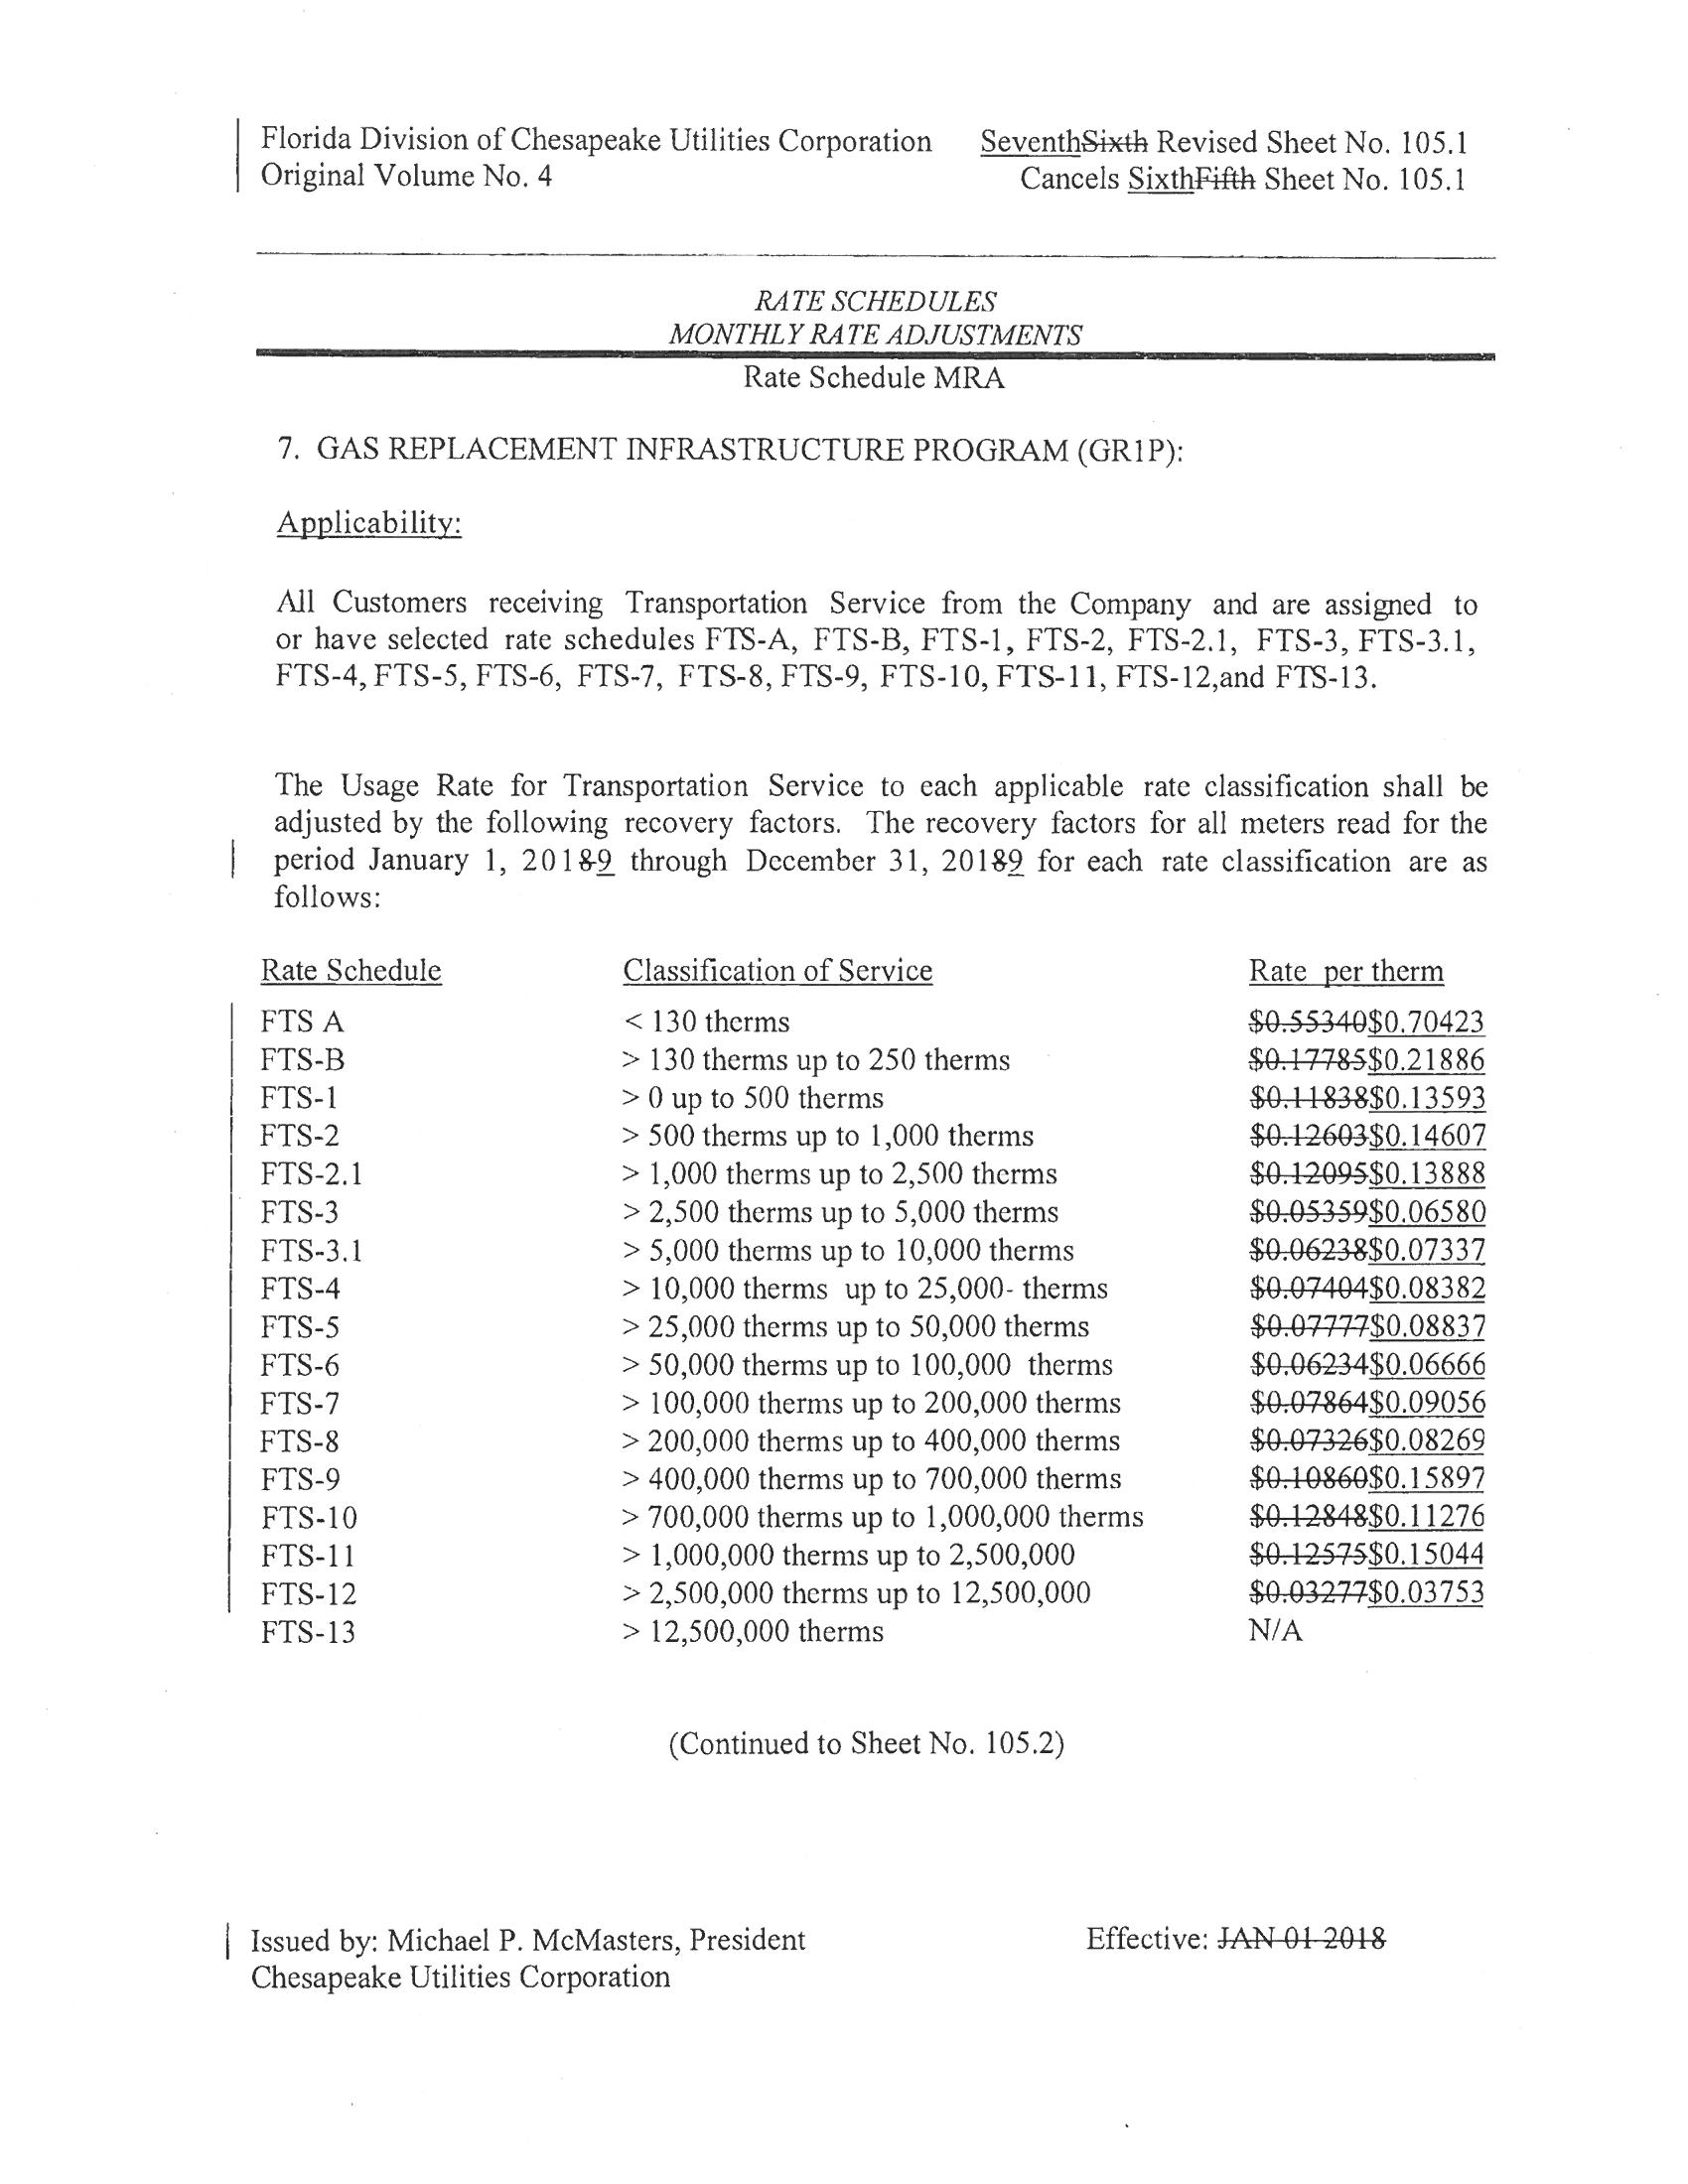 Florida Division of Chesapeake Utilities Corporation SeventhSixth Revised Sheet No. 105.1
Original Volume No. 4 Cancels SixthFifth Sheet No. 105.1
RATE SCHEDULES
MONTHLY RATE ADJUSTMENTS
Rate Schedule MRA
7. GAS REPLACEMENT INFRASTRUCTURE PROGRAM (GR1P):
Applicability:
All Customers receiving Transportation Service from the Company and are assigned to
or have selected rate schedules FTS-A, FTS-B, FTS-1, FTS-2, FTS-2.1, FTS-3, FTS-3.1,
FTS-4, FTS-5, FTS-6, FTS-7, FTS-8, FTS-9, FTS-10, FTS-11, FTS-12,and FTS-13.
The Usage Rate for Transportation Service to each applicable rate classification shall be
adjusted by the following recovery factors. The recovery factors for all meters read for the
period January 1, 20189 through December 31, 20189 for each rate classification are as
follows:
Rate Schedule Classification of Service Rate per therm
FTS A < 130 therms $0.55340$0.70423
FTS-B > 130 therms up to 250 therms $0.17785$0.21886
FTS-1 > 0 up to 500 therms $0.11838$0.13593
FTS-2 > 500 therms up to 1,000 therms $0.12603$0.14607
FTS-2.1 > 1,000 therms up to 2,500 therms $0.12095$0.13888
FTS-3 > 2,500 therms up to 5,000 therms $0.05359$0.06580
FTS-3.1 > 5,000 therms up to 10,000 therms $0.06238$0.07337
FTS-4 > 10,000 therms up to 25,000- therms $0.07404$0.08382
FTS-5 > 25,000 therms up to 50,000 therms $0.07777$0.08837
FTS-6 > 50,000 therms up to 100,000 therms $0.06234$0.06666
FTS-7 > 100,000 therms up to 200,000 therms $0.07864$0.09056
FTS-8 > 200,000 therms up to 400,000 therms $0.07326$0.08269
FTS-9 > 400,000 therms up to 700,000 therms $0.10860$0.15897
FTS-10 > 700,000 therms up to 1,000,000 therms $0.12848$0.11276
FTS-11 > 1,000,000 therms up to 2,500,000 $0.12575$0.15044
FTS-12 > 2,500,000 therms up to 12,500,000 $0.03277$0.03753
FTS-13 > 12,500,000 therms N/A
(Continued to Sheet No. 105.2)
Issued by: Michael P. McMasters, President Effective: JAN 01 2018
Chesapeake Utilities Corporation